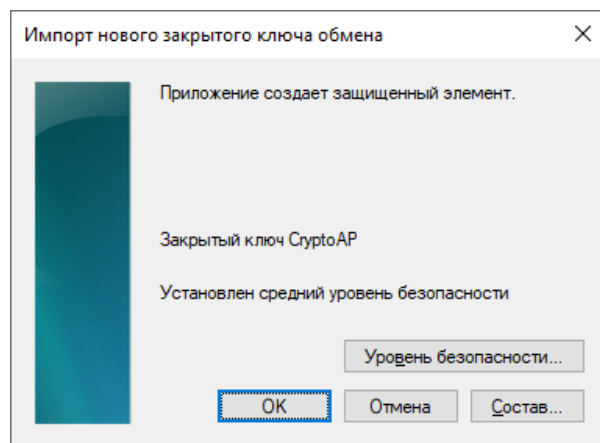 Импорт нового закрытого ключа обмена
Приложение создает защищенный элемент.
Закрытый ключ CryptoAP
Установлен средний уровень безопасности
Уровень безопасности...
OK
Отмена
Состав...